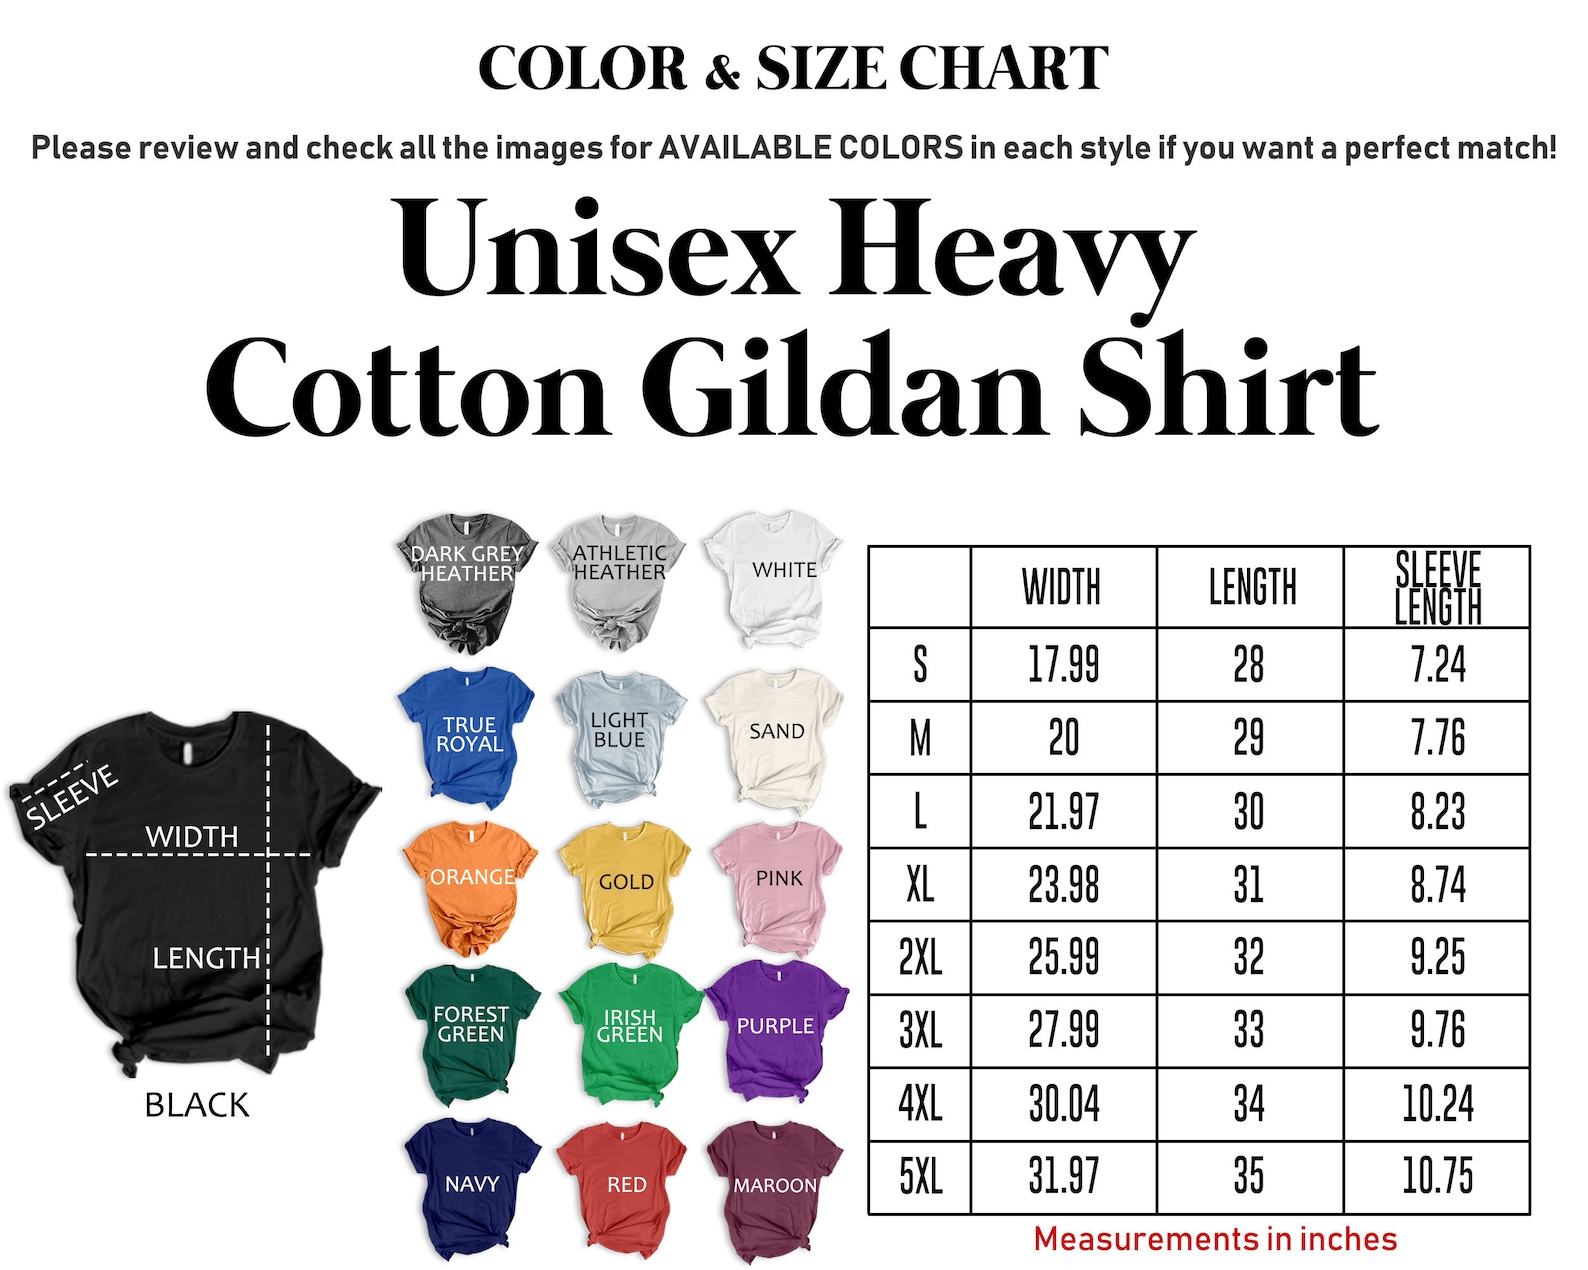 COLOR & SIZE CHART
Please review and check all the images for AVAILABLE COLORS in each style if you want a perfect match!
Unisex Heavy
Cotton Gildan Shirt
SLEEVE
WIDTH
LENGTH
BLACK
DARK GREY
HEATHER
ATHLETIC
HEATHER
WHITE
TRUE
ROYAL
LIGHT
BLUE
SAND
ORANGE
GOLD
PINK
FOREST
GREEN
IRISH
GREEN
PURPLE
NAVY
RED
MAROON
WIDTH LENGTH SLEEVE
LENGTH
S 17.99 28 7.24
M 20 29 7.76
L 21.97 30 8.23
XL 23.98 31 8.74
2XL 25.99 32 9.25
3XL 27.99 33 9.76
4XL 30.04 34 10.24
5XL 31.97 35 10.75
Measurements in inches